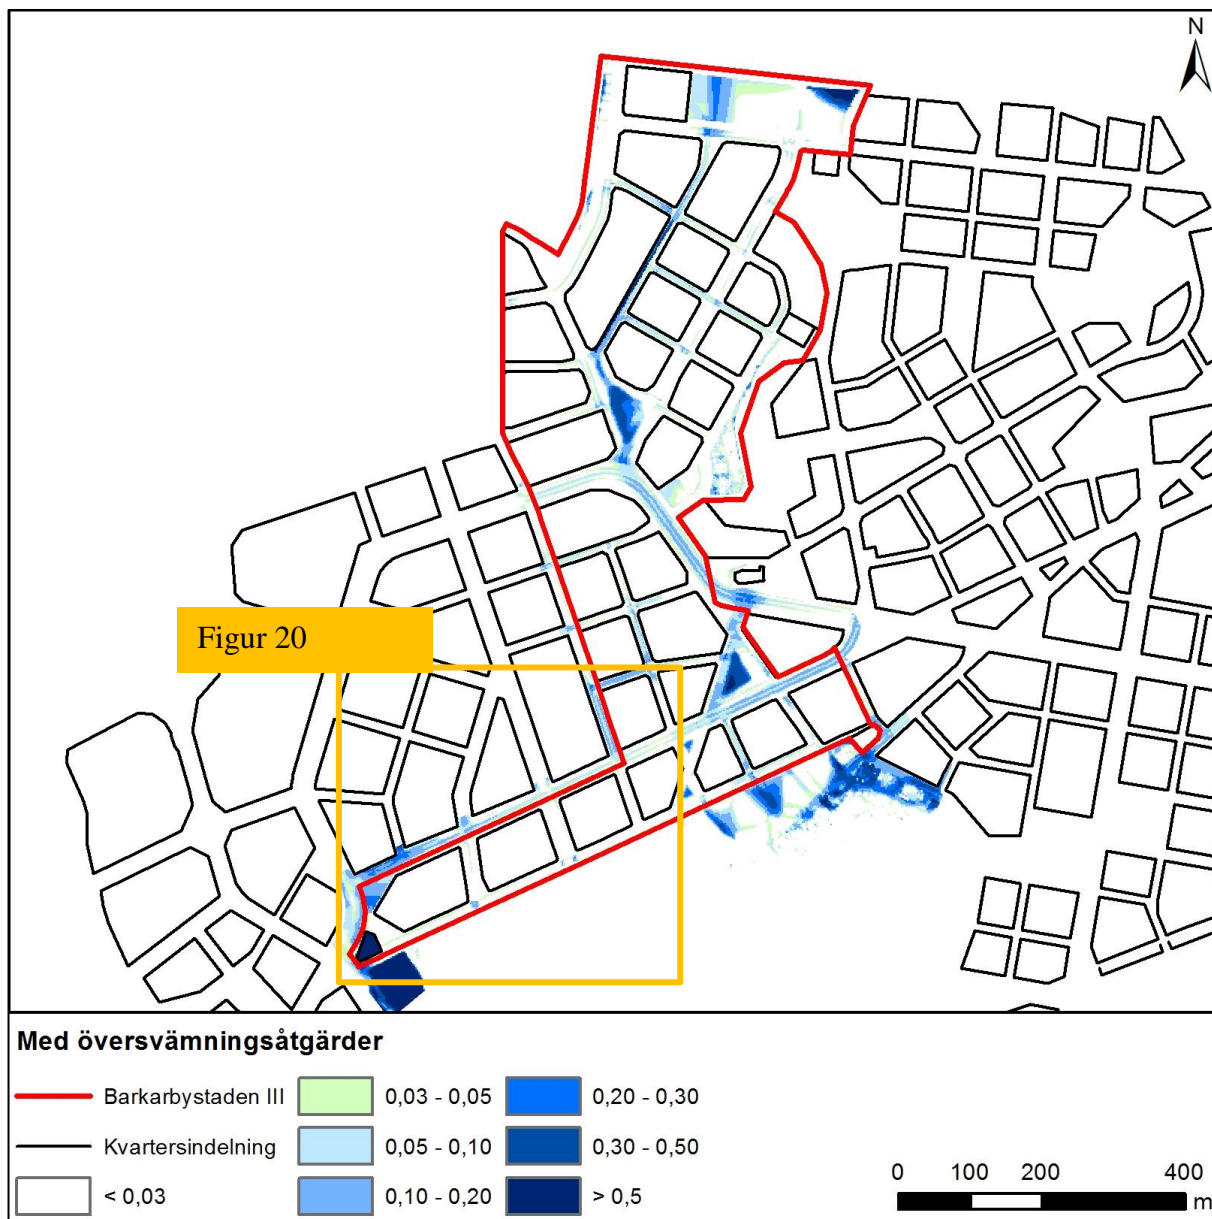 N
Figur 20
Med översvämningsåtgärder
Barkarbystaden III
Kvartersindelning
< 0,03
0,03 - 0,05
0,05 - 0,10
0,10 - 0,20
0,20 - 0,30
0,30 - 0,50
> 0,5
0 100 200 400
m